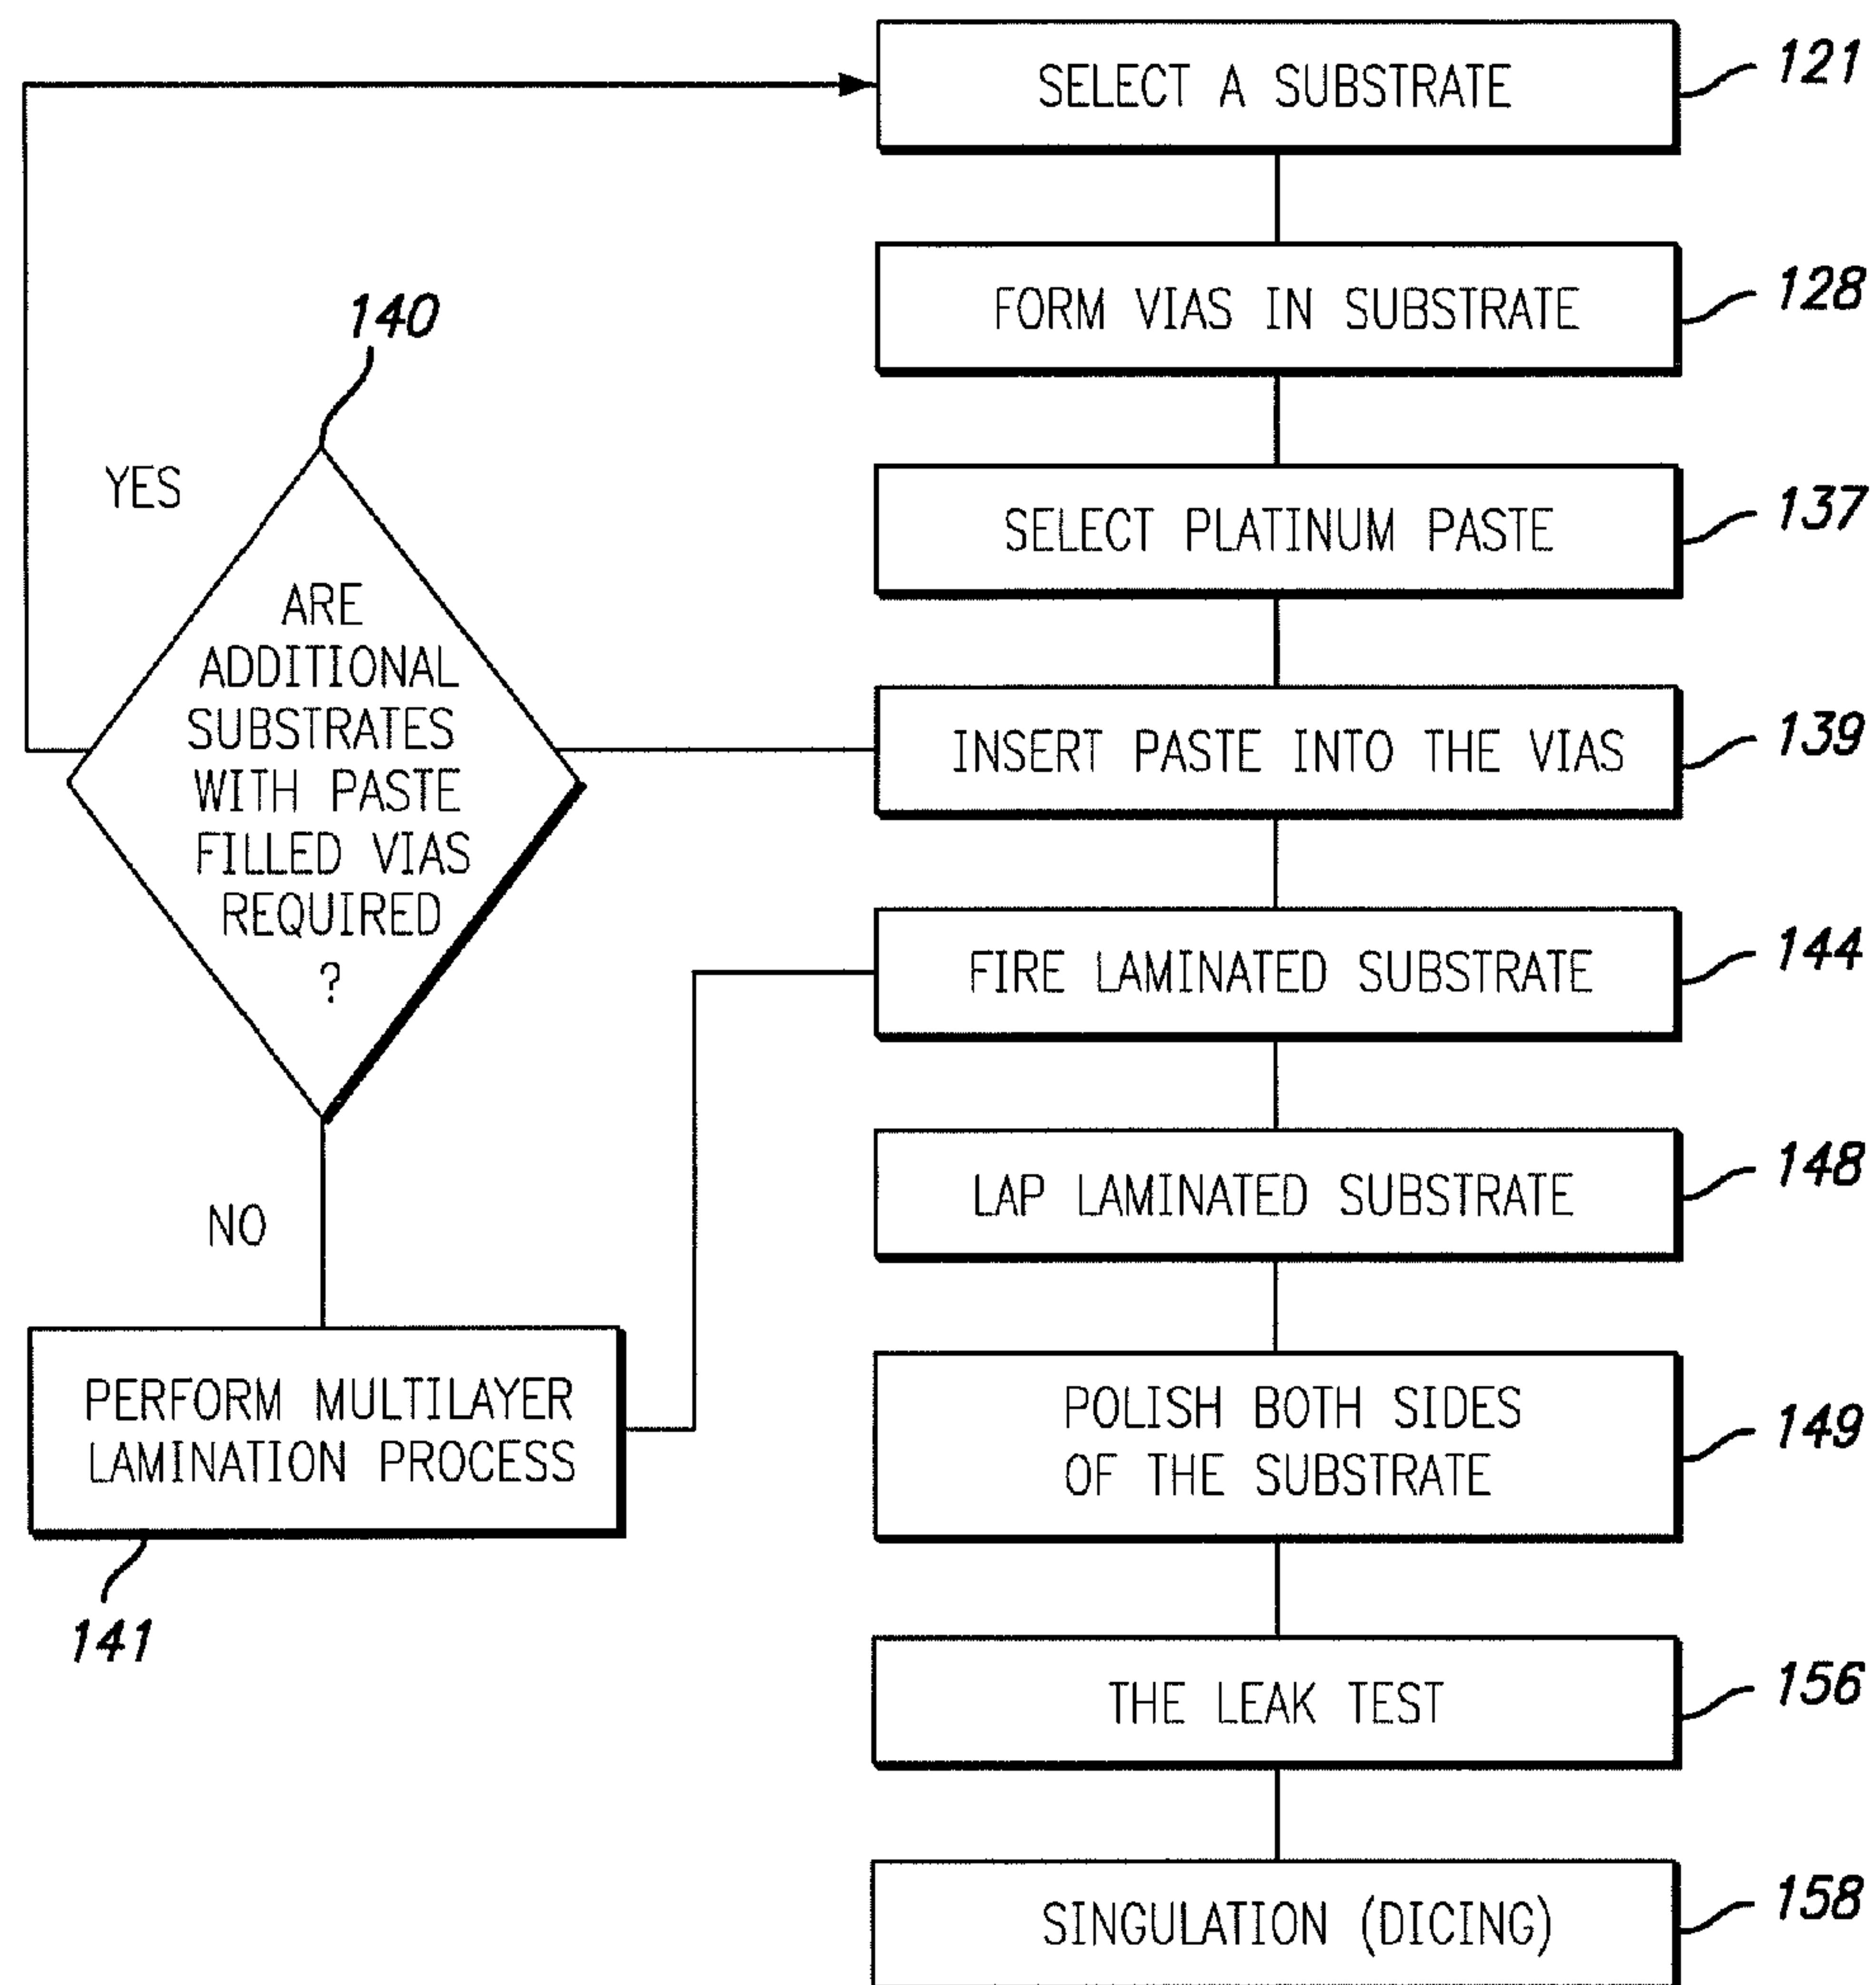 SELECT A SUBSTRATE
121
FORM VIAS IN SUBSTRATE
128
SELECT PLATINUM PASTE
137
INSERT PASTE INTO THE VIAS
139
140
YES
ARE
ADDITIONAL
SUBSTRATES
WITH PASTE
FILLED VIAS
REQUIRED
?
NO
PERFORM MULTILAYER
LAMINATION PROCESS
141
FIRE LAMINATED SUBSTRATE
144
LAP LAMINATED SUBSTRATE
148
POLISH BOTH SIDES
OF THE SUBSTRATE
149
THE LEAK TEST
156
SINGULATION (DICING)
158